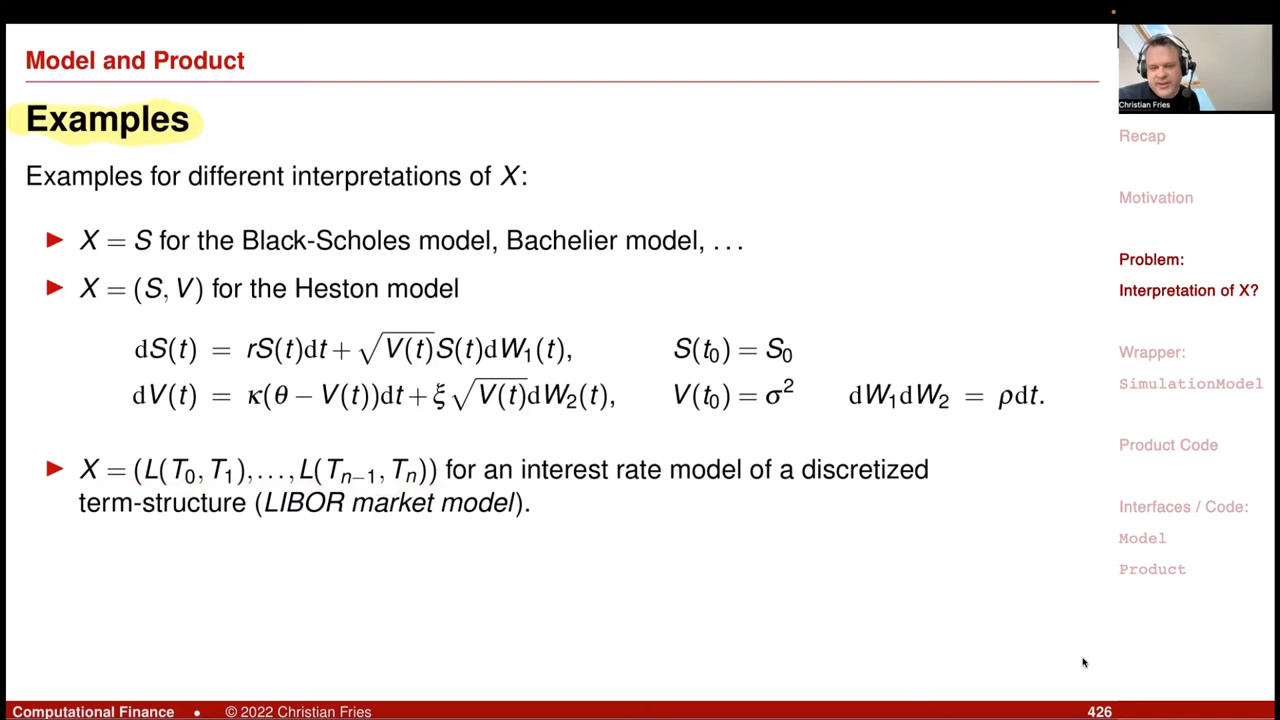 Model and Product
Examples
Examples for different interpretations of X:
► X = S for the Black-Scholes model, Bachelier model, . . .
► X = (S, V) for the Heston model
dS(t) = rS(t)dt + √V(t)S(t)dW₁(t), S(t₀) = S₀
dV(t) = κ(θ − V(t))dt + ξ√V(t)dW₂(t), V(t₀) = σ² dW₁dW₂ = ρdt.
► X = (L(T₀, T₁), . . . , L(Tₙ₋₁, Tₙ)) for an interest rate model of a discretized
term-structure (LIBOR market model).
Christian Fries
Recap
Motivation
Problem:
Interpretation of X?
Wrapper:
SimulationModel
Product Code
Interfaces / Code:
Model
Product
Computational Finance • © 2022 Christian Fries 426